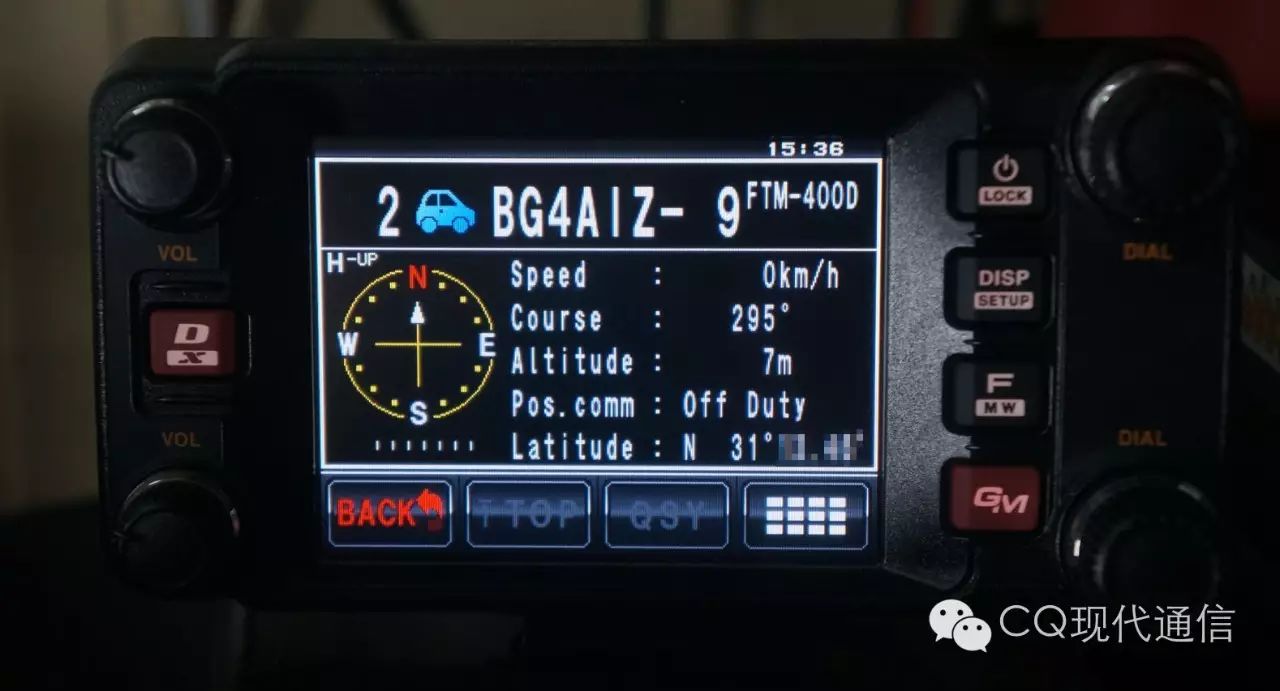 15:36
2 BG4AIZ- 9 FTM-400D
H-UP
N
W E
S
Speed : 0km/h
Course : 295°
Altitude : 7m
Pos.comm : Off Duty
Latitude : N 31°
BACK TTOP QSY
VOL
D
X
VOL
LOCK
DISP
SETUP
F
MW
GM
DIAL
DIAL
CQ现代通信